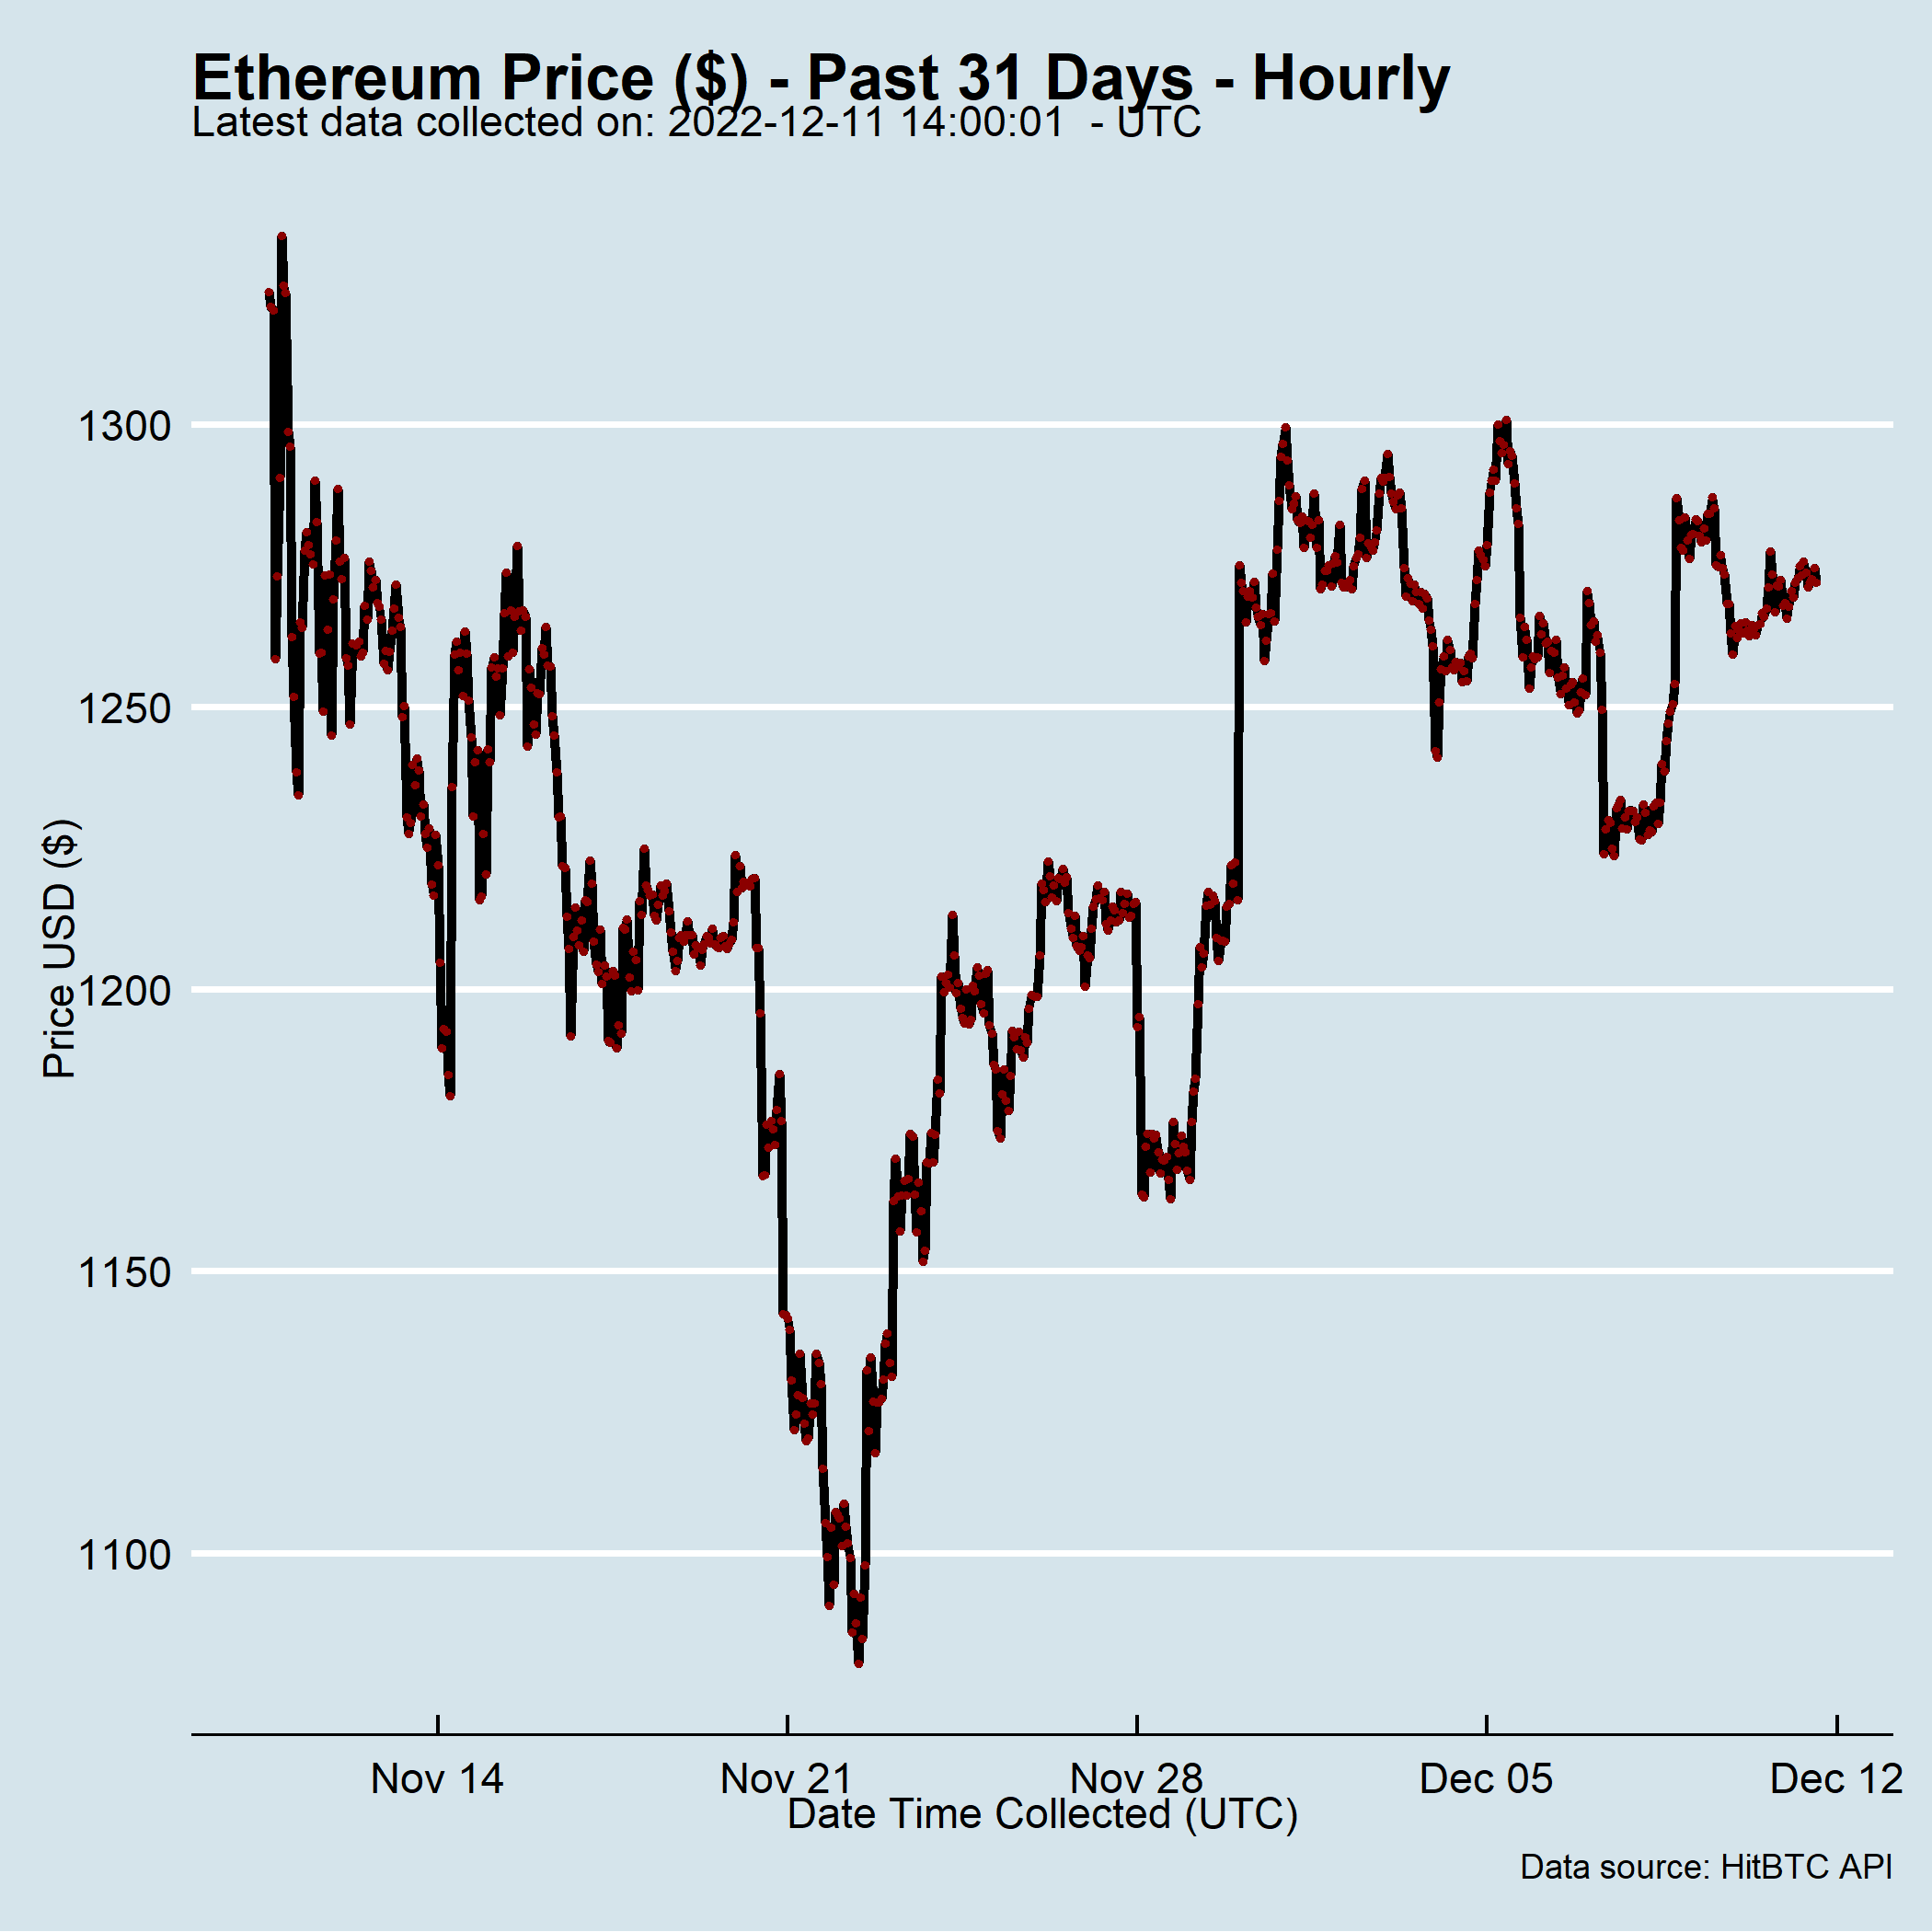 Ethereum Price ($) - Past 31 Days - Hourly
Latest data collected on: 2022-12-11 14:00:01  - UTC
1300
1250
1200
1150
1100
Price USD ($)
Nov 14
Nov 21
Nov 28
Dec 05
Dec 12
Date Time Collected (UTC)
Data source: HitBTC API